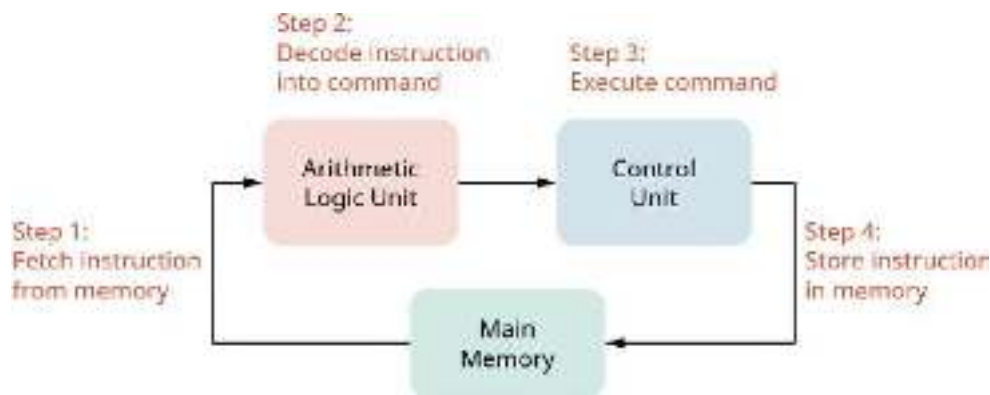 Step 2:
Decode instruction
into command
Step 3:
Execute command
Arithmetic
Logic Unit
Control
Unit
Step 1:
Fetch instruction
from memory
Step 4:
Store instruction
in memory
Main
Memory